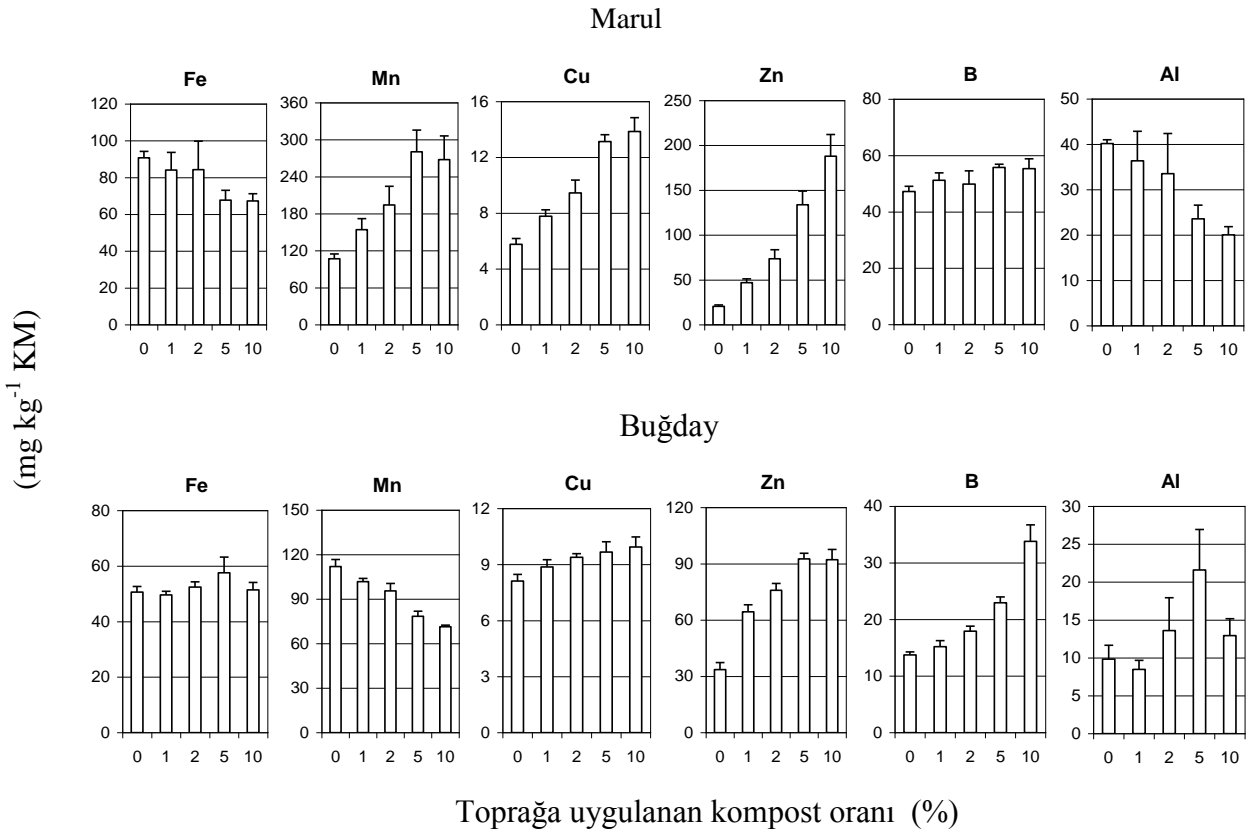 Marul
Fe Mn Cu Zn B Al
120 360 16 250 80 50
100 300 200 40
80 240 12 60
60 180 8 150 40 30
40 120 100 20
20 60 4 50 20 10
0 0 0 0 0 0
0 1 2 5 10 0 1 2 5 10 0 1 2 5 10 0 1 2 5 10 0 1 2 5 10 0 1 2 5 10
(mg kg-1 KM)
Buğday
Fe Mn Cu Zn B Al
80 150 12 120 40 30
60 120 9 90 30 25
40 90 6 60 20 20
20 60 3 30 10 15
0 30 0 0 0 10
0 5
0
0 1 2 5 10 0 1 2 5 10 0 1 2 5 10 0 1 2 5 10 0 1 2 5 10 0 1 2 5 10
Toprağa uygulanan kompost oranı (%)